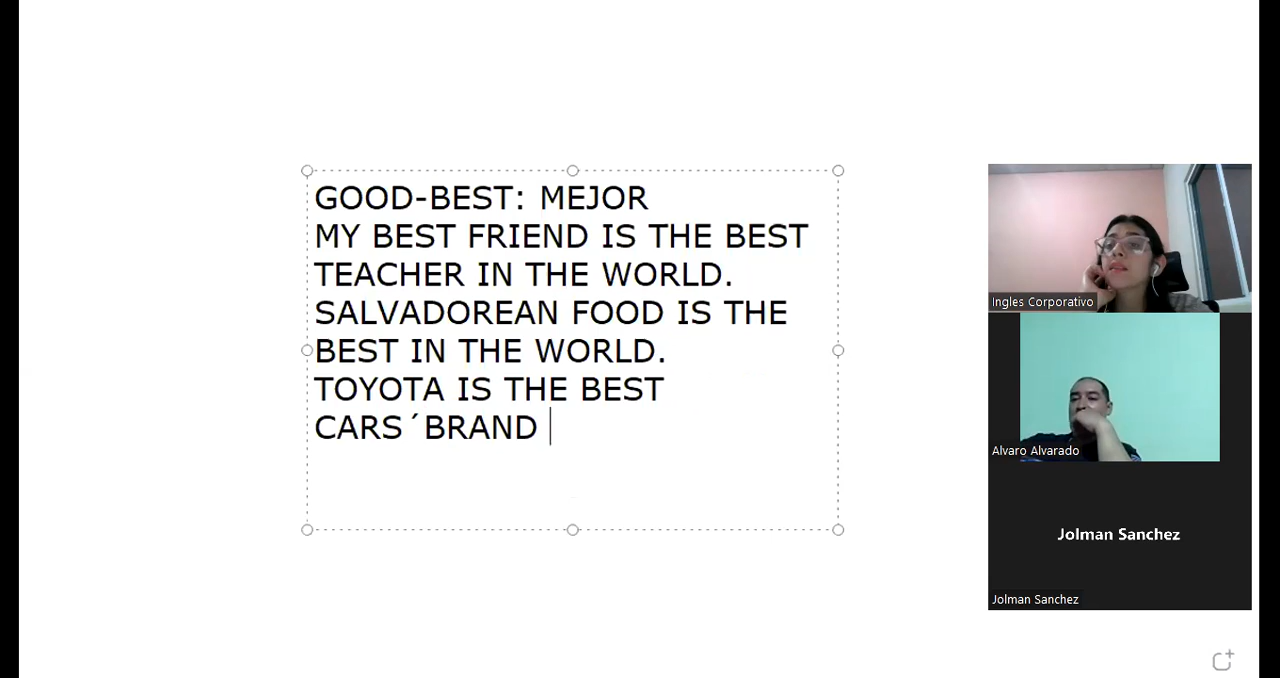 GOOD-BEST: MEJOR
MY BEST FRIEND IS THE BEST
TEACHER IN THE WORLD.
SALVADOREAN FOOD IS THE
BEST IN THE WORLD.
TOYOTA IS THE BEST
CARS´BRAND
Ingles Corporativo
Alvaro Alvarado
Jolman Sanchez
Jolman Sanchez